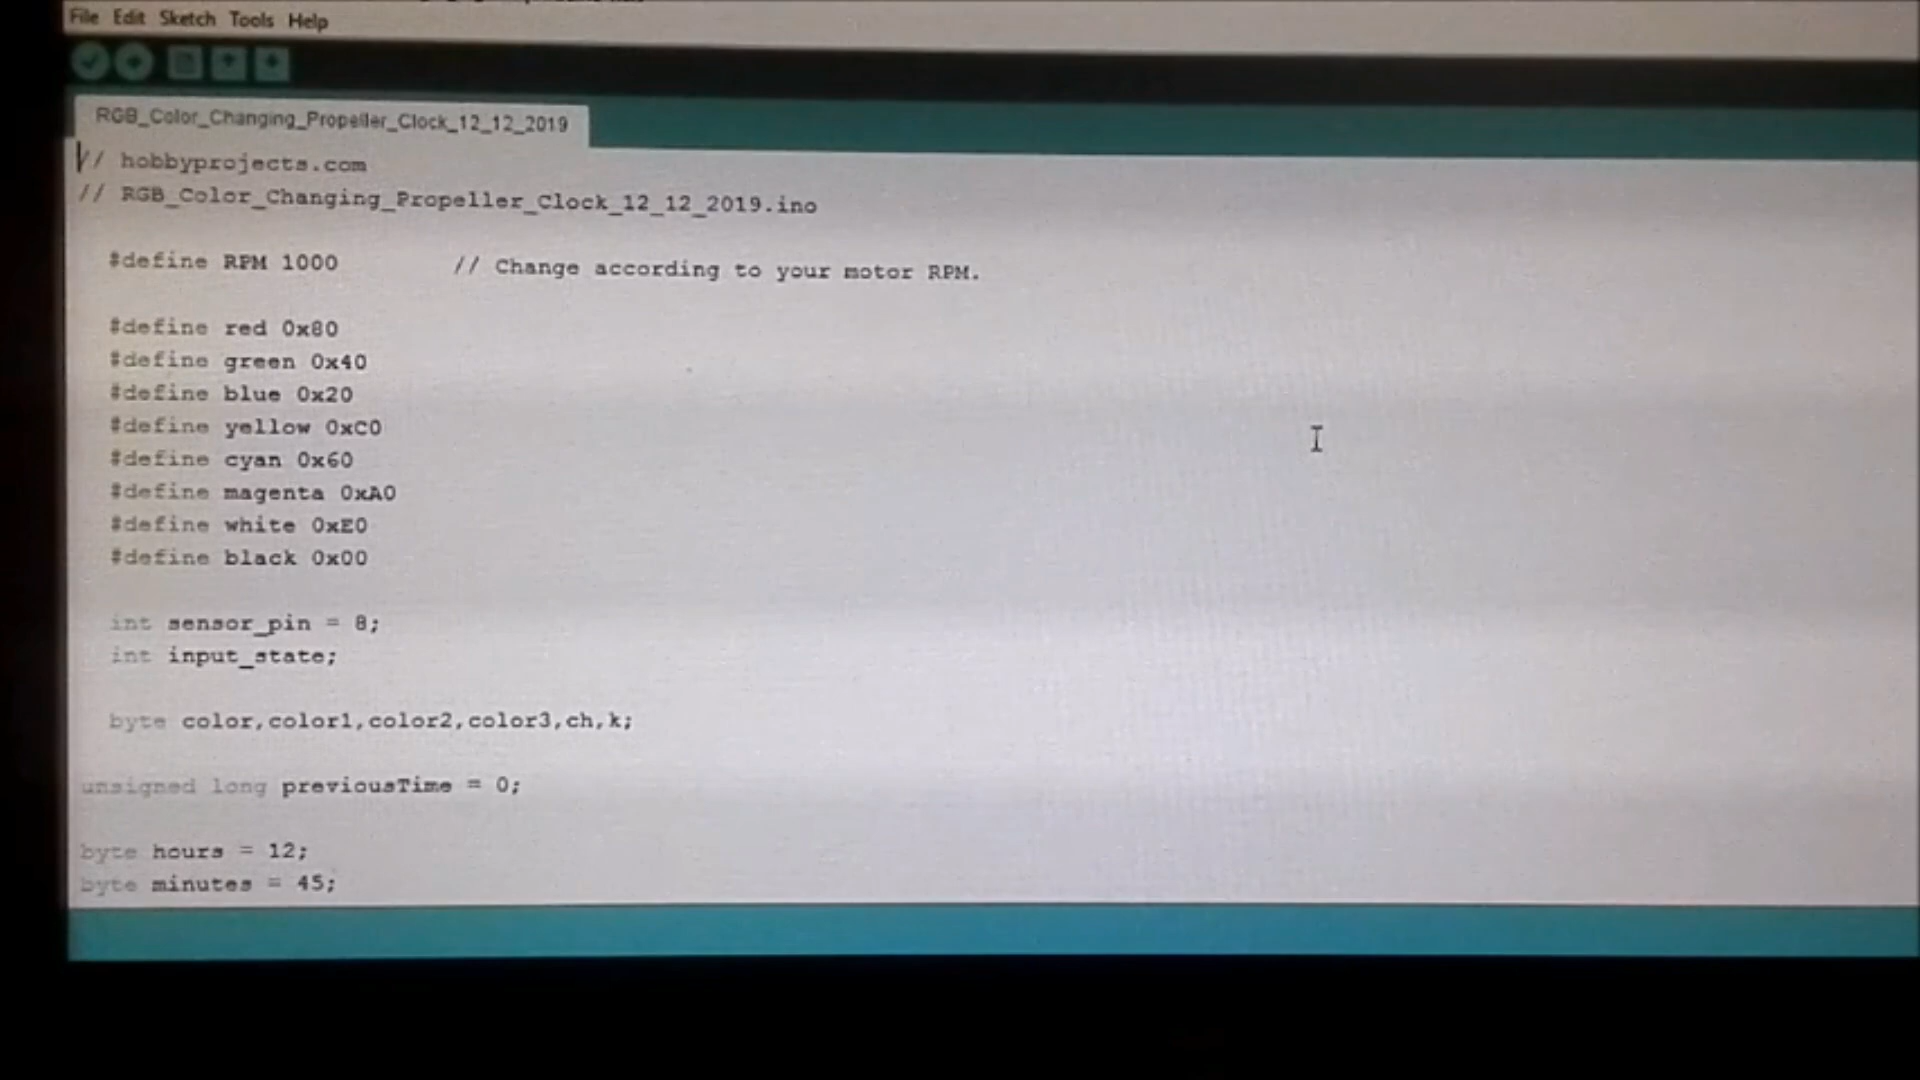 File Edit Sketch Tools Help
RGB_Color_Changing_Propeller_Clock_12_12_2019
// hobbyprojects.com
// RGB_Color_Changing_Propeller_Clock_12_12_2019.ino
#define RPM 1000 // Change according to your motor RPM.
#define red 0x80
#define green 0x40
#define blue 0x20
#define yellow 0xC0
#define cyan 0x60
#define magenta 0xA0
#define white 0xE0
#define black 0x00
int sensor_pin = 8;
int input_state;
byte color,color1,color2,color3,ch,k;
unsigned long previousTime = 0;
byte hours = 12;
byte minutes = 45;